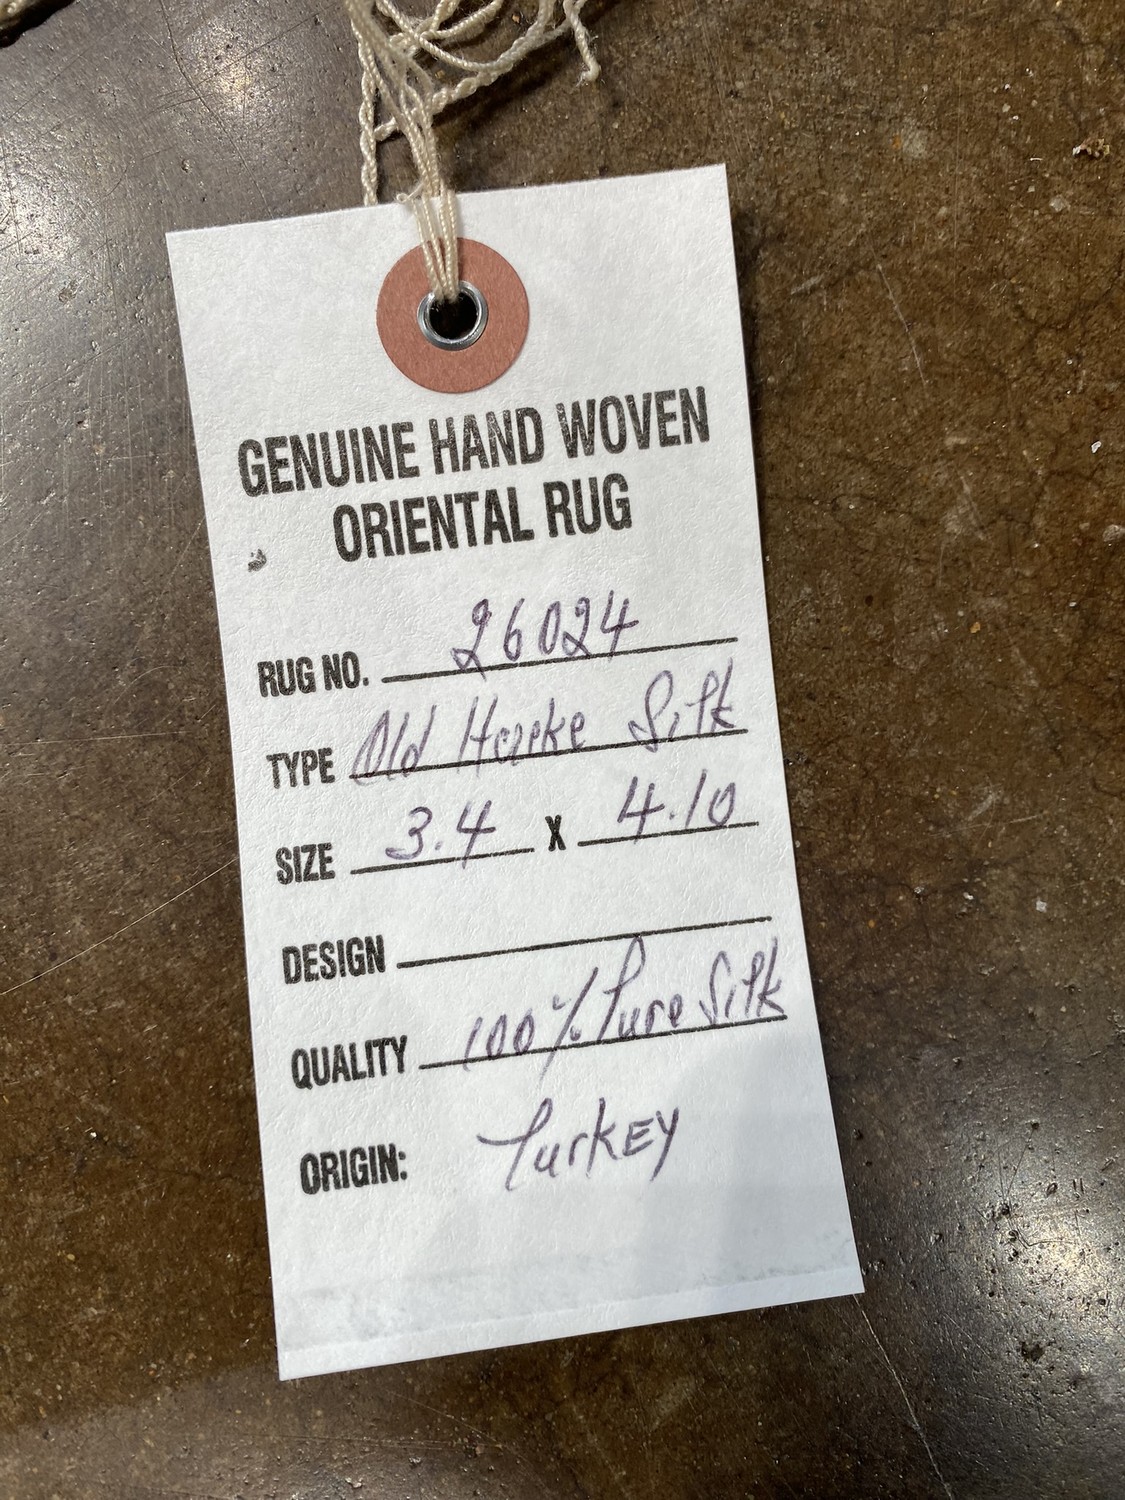 GENUINE HAND WOVEN
ORIENTAL RUG
RUG NO. 26024
TYPE Old Hereke Silk
SIZE 3.4 X 4.10
DESIGN
QUALITY 100% Pure Silk
ORIGIN: TurkEY